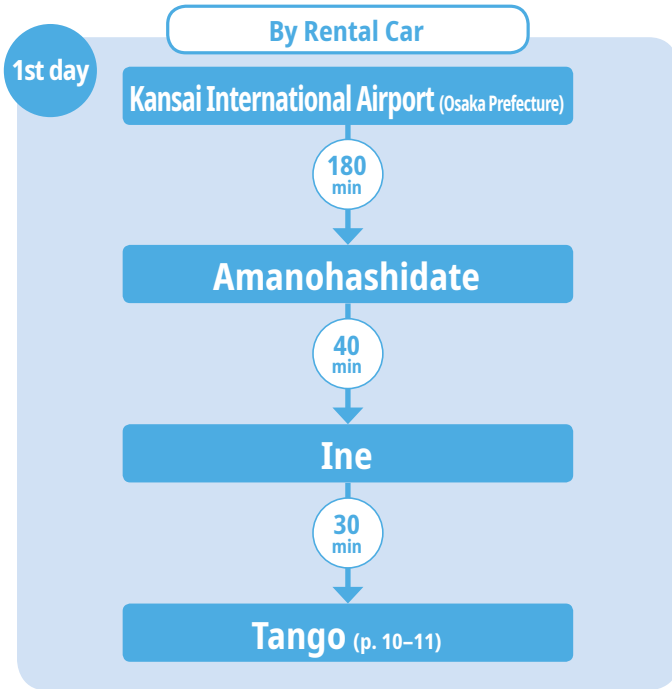 By Rental Car
1st day
Kansai International Airport (Osaka Prefecture)
180
min
Amanohashidate
40
min
Ine
30
min
Tango (p. 10–11)